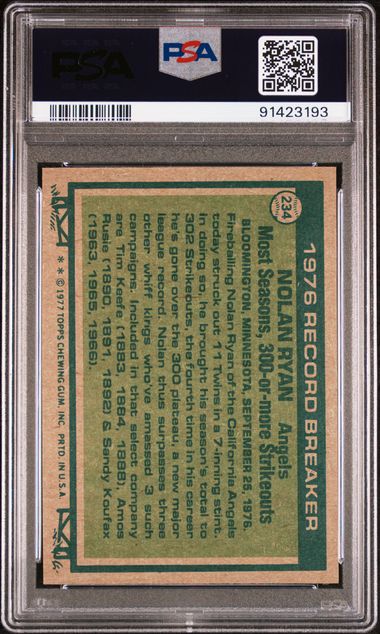 PSA
PSA
91423193
234
1976 RECORD BREAKER
NOLAN RYAN Angels
Most Seasons, 300-or-more Strikeouts
BLOOMINGTON, MINNESOTA, SEPTEMBER 25, 1976.
Fireballing Nolan Ryan of the California Angels
today struck out 11 Twins in a 7-inning stint.
In doing so, he brought his season's total to
302 Strikeouts, the fourth time in his career
he's gone over the 300 plateau, a new major
league record. Nolan thus surpasses three
other whiff kings who've amassed 3 such
campaigns. Included in that select company
are Tim Keefe (1883, 1884, 1888), Amos
Rusie (1890, 1891, 1892) & Sandy Koufax
(1963, 1965, 1966).
* * © 1977 TOPPS CHEWING GUM, INC. PRTD. IN U.S.A.